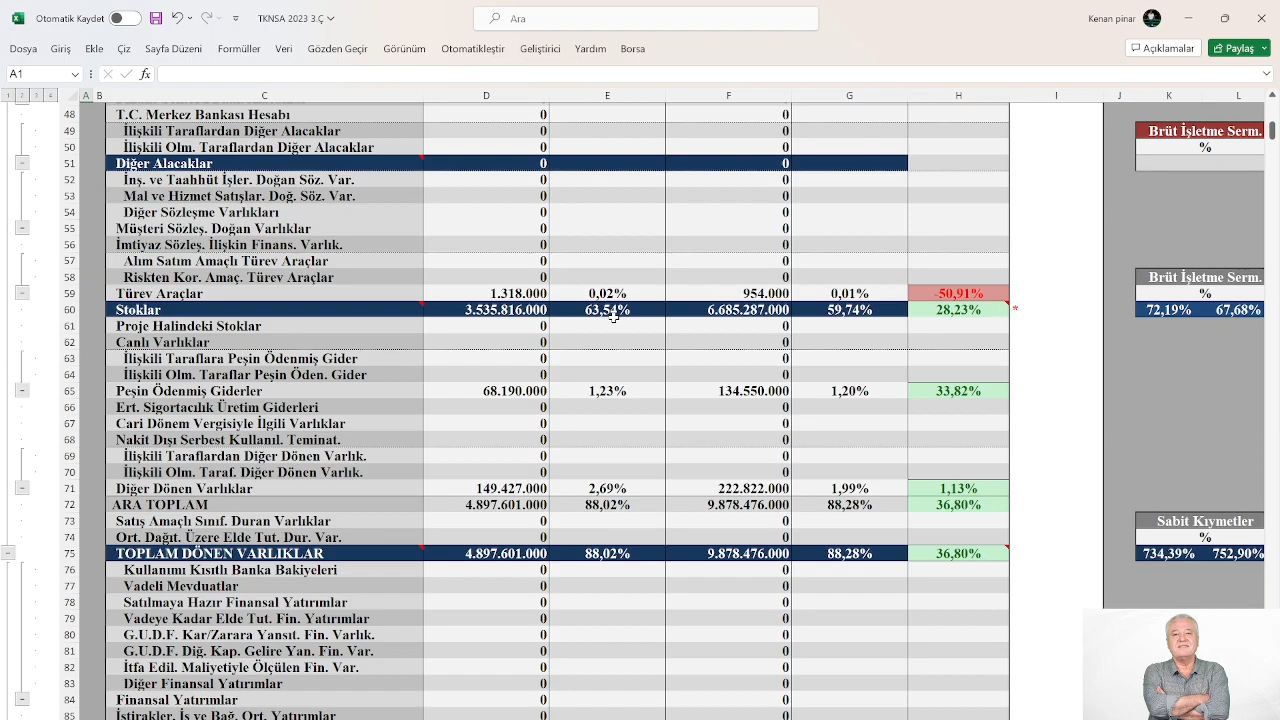 Otomatik Kaydet
TKNSA 2023 3.Ç
Ara
Kenan pinar
Dosya Giriş Ekle Çiz Sayfa Düzeni Formüller Veri Gözden Geçir Görünüm Otomatikleştir Geliştirici Yardım Borsa
Açıklamalar
Paylaş
A1
fx
1 2 3 4
A B C D E F G H I J K L
48 T.C. Merkez Bankası Hesabı 0 0
49 İlişkili Taraflardan Diğer Alacaklar 0 0
50 İlişkili Olm. Taraflardan Diğer Alacaklar 0 0
51 Diğer Alacaklar 0 0
52 İnş. ve Taahhüt İşler. Doğan Söz. Var. 0 0
53 Mal ve Hizmet Satışlar. Doğ. Söz. Var. 0 0
54 Diğer Sözleşme Varlıkları 0 0
55 Müşteri Sözleş. Doğan Varlıklar 0 0
56 İmtiyaz Sözleş. İlişkin Finans. Varlık. 0 0
57 Alım Satım Amaçlı Türev Araçlar 0 0
58 Riskten Kor. Amaç. Türev Araçlar 0 0
59 Türev Araçlar 1.318.000 0,02% 954.000 0,01% -50,91%
60 Stoklar 3.535.816.000 63,54% 6.685.287.000 59,74% 28,23% *
61 Proje Halindeki Stoklar 0 0
62 Canlı Varlıklar 0 0
63 İlişkili Taraflara Peşin Ödenmiş Gider 0 0
64 İlişkili Olm. Taraflar Peşin Öden. Gider 0 0
65 Peşin Ödenmiş Giderler 68.190.000 1,23% 134.550.000 1,20% 33,82%
66 Ert. Sigortacılık Üretim Giderleri 0 0
67 Cari Dönem Vergisiyle İlgili Varlıklar 0 0
68 Nakit Dışı Serbest Kullanıl. Teminat. 0 0
69 İlişkili Taraflardan Diğer Dönen Varlık. 0 0
70 İlişkili Olm. Taraf. Diğer Dönen Varlık. 0 0
71 Diğer Dönen Varlıklar 149.427.000 2,69% 222.822.000 1,99% 1,13%
72 ARA TOPLAM 4.897.601.000 88,02% 9.878.476.000 88,28% 36,80%
73 Satış Amaçlı Sınıf. Duran Varlıklar 0 0
74 Ort. Dağıt. Üzere Elde Tut. Dur. Var. 0 0
75 TOPLAM DÖNEN VARLIKLAR 4.897.601.000 88,02% 9.878.476.000 88,28% 36,80%
76 Kullanımı Kısıtlı Banka Bakiyeleri 0 0
77 Vadeli Mevduatlar 0 0
78 Satılmaya Hazır Finansal Yatırımlar 0 0
79 Vadeye Kadar Elde Tut. Fin. Yatırımlar 0 0
80 G.U.D.F. Kar/Zarara Yansıt. Fin. Varlık. 0 0
81 G.U.D.F. Diğ. Kap. Gelire Yan. Fin. Var. 0 0
82 İtfa Edil. Maliyetiyle Ölçülen Fin. Var. 0 0
83 Diğer Finansal Yatırımlar 0 0
84 Finansal Yatırımlar 0 0
85 İştirakler, İş ve Bağ. Ort. Yatırımlar 0 0
Brüt İşletme Serm.
%
Brüt İşletme Serm.
%
72,19% 67,68%
Sabit Kıymetler
%
734,39% 752,90%